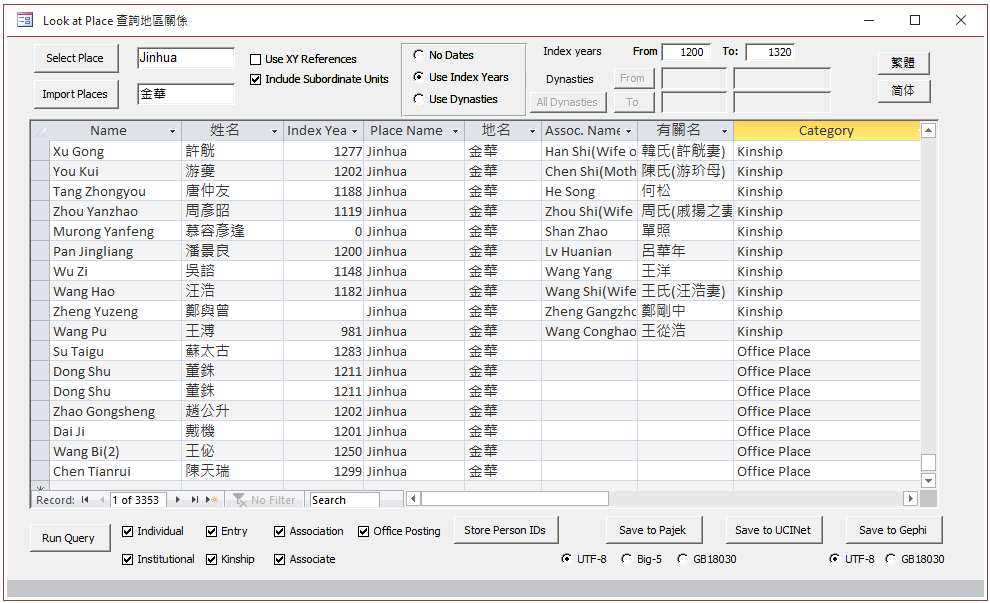 Look at Place 查詢地區關係
Select Place Jinhua Use XY References No Dates Index years From 1200 To: 1320 繁體
Include Subordinate Units Use Index Years Dynasties From
Import Places 金華 Use Dynasties All Dynasties To 简体
Name 姓名 Index Yea Place Name 地名 Assoc. Name 有關名 Category
Xu Gong 許觥 1277 Jinhua 金華 Han Shi(Wife o 韓氏(許觥妻) Kinship
You Kui 游夔 1202 Jinhua 金華 Chen Shi(Moth 陳氏(游玠母) Kinship
Tang Zhongyou 唐仲友 1188 Jinhua 金華 He Song 何松 Kinship
Zhou Yanzhao 周彥昭 1119 Jinhua 金華 Zhou Shi(Wife 周氏(戚揚之妻 Kinship
Murong Yanfeng 慕容彥逢 0 Jinhua 金華 Shan Zhao 單照 Kinship
Pan Jingliang 潘景良 1200 Jinhua 金華 Lv Huanian 呂華年 Kinship
Wu Zi 吳諮 1148 Jinhua 金華 Wang Yang 王洋 Kinship
Wang Hao 汪浩 1182 Jinhua 金華 Wang Shi(Wife 王氏(汪浩妻) Kinship
Zheng Yuzeng 鄭與曾 Jinhua 金華 Zheng Gangzho 鄭剛中 Kinship
Wang Pu 王溥 981 Jinhua 金華 Wang Conghao 王從浩 Kinship
Su Taigu 蘇太古 1283 Jinhua 金華 Office Place
Dong Shu 董銖 1211 Jinhua 金華 Office Place
Dong Shu 董銖 1211 Jinhua 金華 Office Place
Zhao Gongsheng 趙公升 1202 Jinhua 金華 Office Place
Dai Ji 戴機 1201 Jinhua 金華 Office Place
Wang Bi(2) 王佖 1250 Jinhua 金華 Office Place
Chen Tianrui 陳天瑞 1299 Jinhua 金華 Office Place
Record: 1 of 3353 No Filter Search
Run Query Individual Entry Association Office Posting Store Person IDs Save to Pajek Save to UCINet Save to Gephi
Institutional Kinship Associate UTF-8 Big-5 GB18030 UTF-8 GB18030